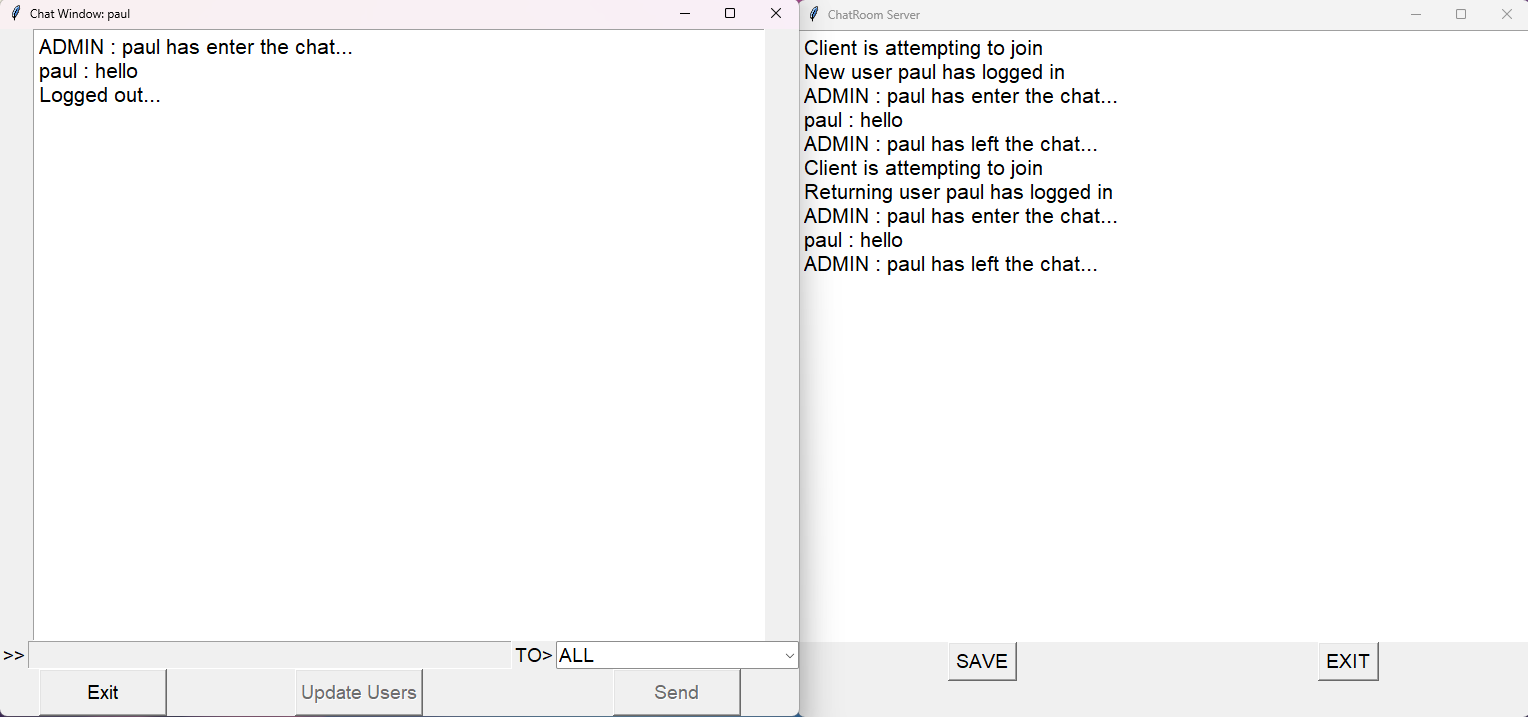 Chat Window: paul
ADMIN : paul has enter the chat...
paul : hello
Logged out...
>>
TO> ALL
Exit
Update Users
Send
ChatRoom Server
Client is attempting to join
New user paul has logged in
ADMIN : paul has enter the chat...
paul : hello
ADMIN : paul has left the chat...
Client is attempting to join
Returning user paul has logged in
ADMIN : paul has enter the chat...
paul : hello
ADMIN : paul has left the chat...
SAVE
EXIT